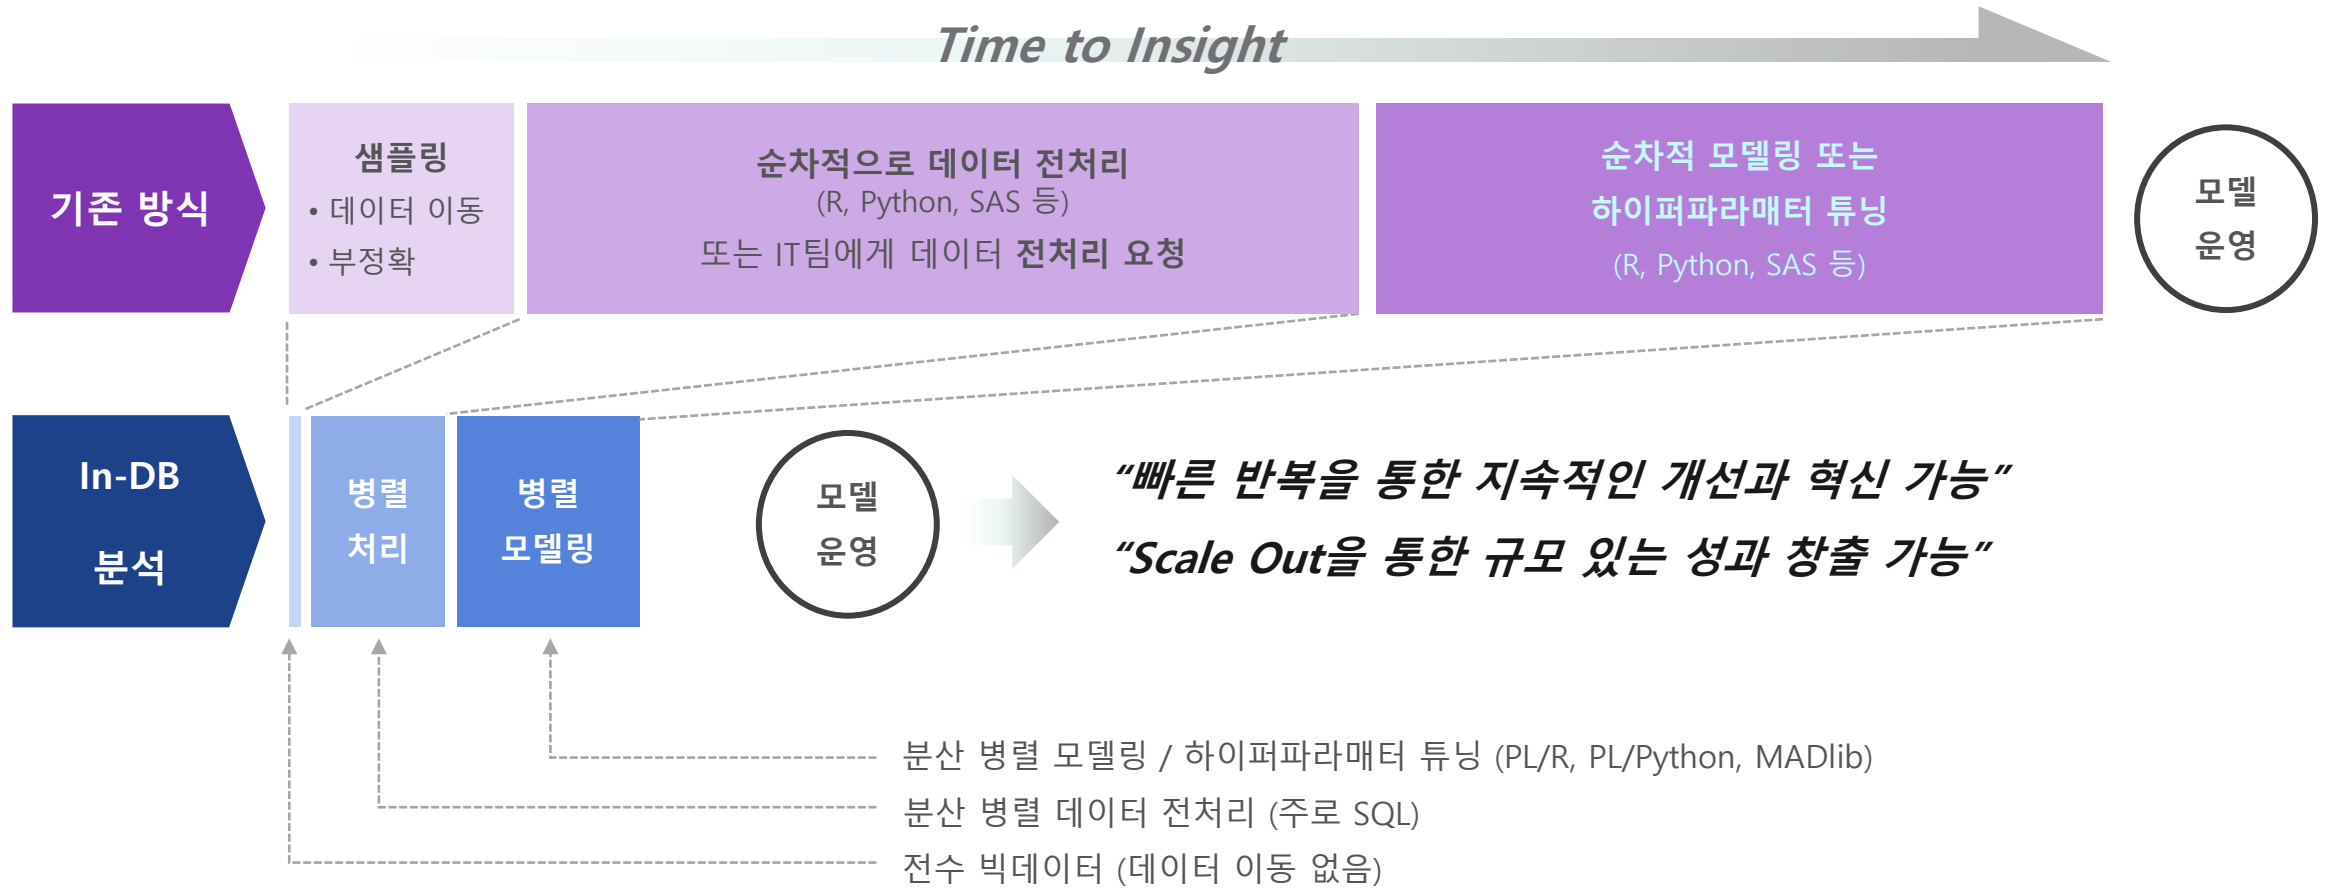 Time to Insight
기존 방식
샘플링
• 데이터 이동
• 부정확
순차적으로 데이터 전처리
(R, Python, SAS 등)
또는 IT팀에게 데이터 전처리 요청
순차적 모델링 또는
하이퍼파라매터 튜닝
(R, Python, SAS 등)
모델
운영
In-DB
분석
병렬
처리
병렬
모델링
모델
운영
“빠른 반복을 통한 지속적인 개선과 혁신 가능”
“Scale Out을 통한 규모 있는 성과 창출 가능”
분산 병렬 모델링 / 하이퍼파라매터 튜닝 (PL/R, PL/Python, MADlib)
분산 병렬 데이터 전처리 (주로 SQL)
전수 빅데이터 (데이터 이동 없음)